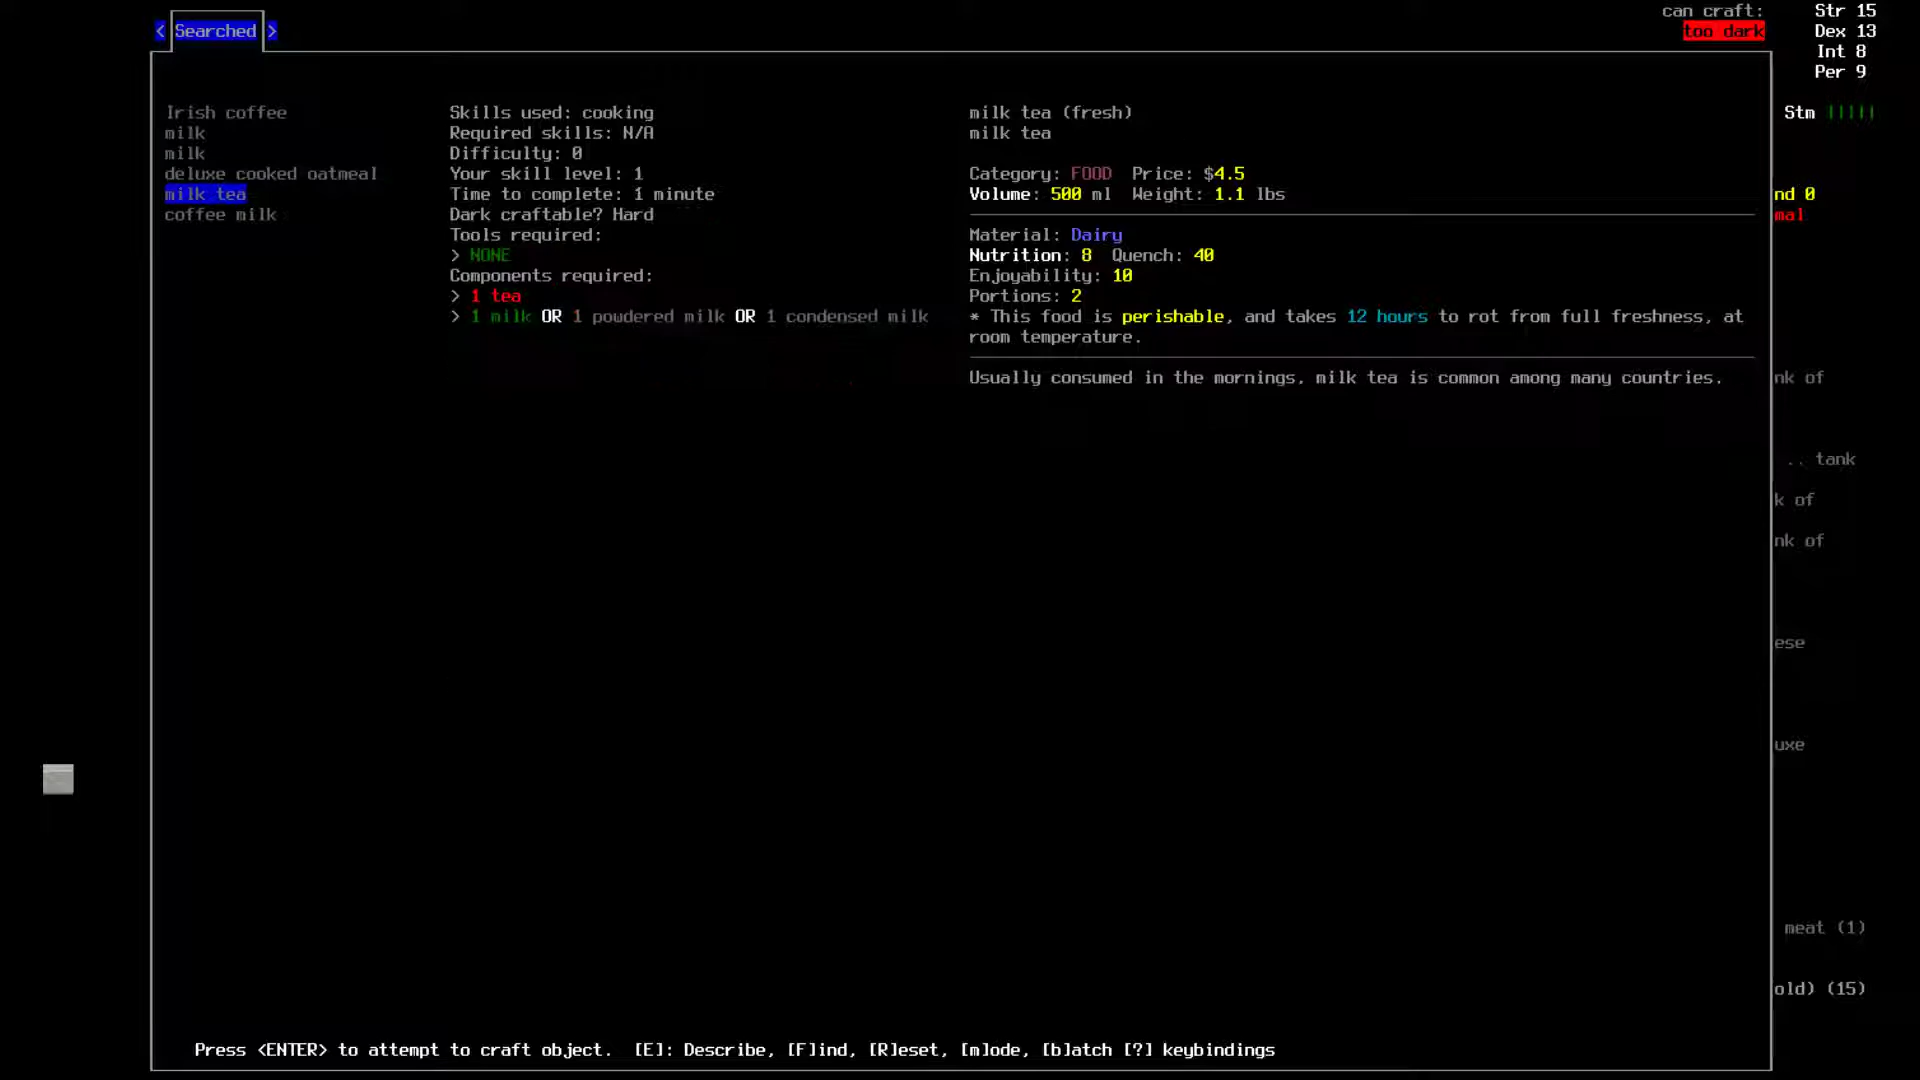 < Searched >
can craft:
too dark
Str 15
Dex 13
Int 8
Per 9
Stm |||||
Irish coffee
milk
milk
deluxe cooked oatmeal
milk tea
coffee milk
Skills used: cooking
Required skills: N/A
Difficulty: 0
Your skill level: 1
Time to complete: 1 minute
Dark craftable? Hard
Tools required:
> NONE
Components required:
> 1 tea
> 1 milk OR 1 powdered milk OR 1 condensed milk
milk tea (fresh)
milk tea
Category: FOOD  Price: $4.5
Volume: 500 ml  Weight: 1.1 lbs
Material: Dairy
Nutrition: 8  Quench: 40
Enjoyability: 10
Portions: 2
* This food is perishable, and takes 12 hours to rot from full freshness, at
room temperature.
Usually consumed in the mornings, milk tea is common among many countries.
nd 0
mal
nk of
.. tank
k of
nk of
ese
uxe
meat (1)
old) (15)
Press <ENTER> to attempt to craft object.  [E]: Describe, [F]ind, [R]eset, [m]ode, [b]atch [?] keybindings